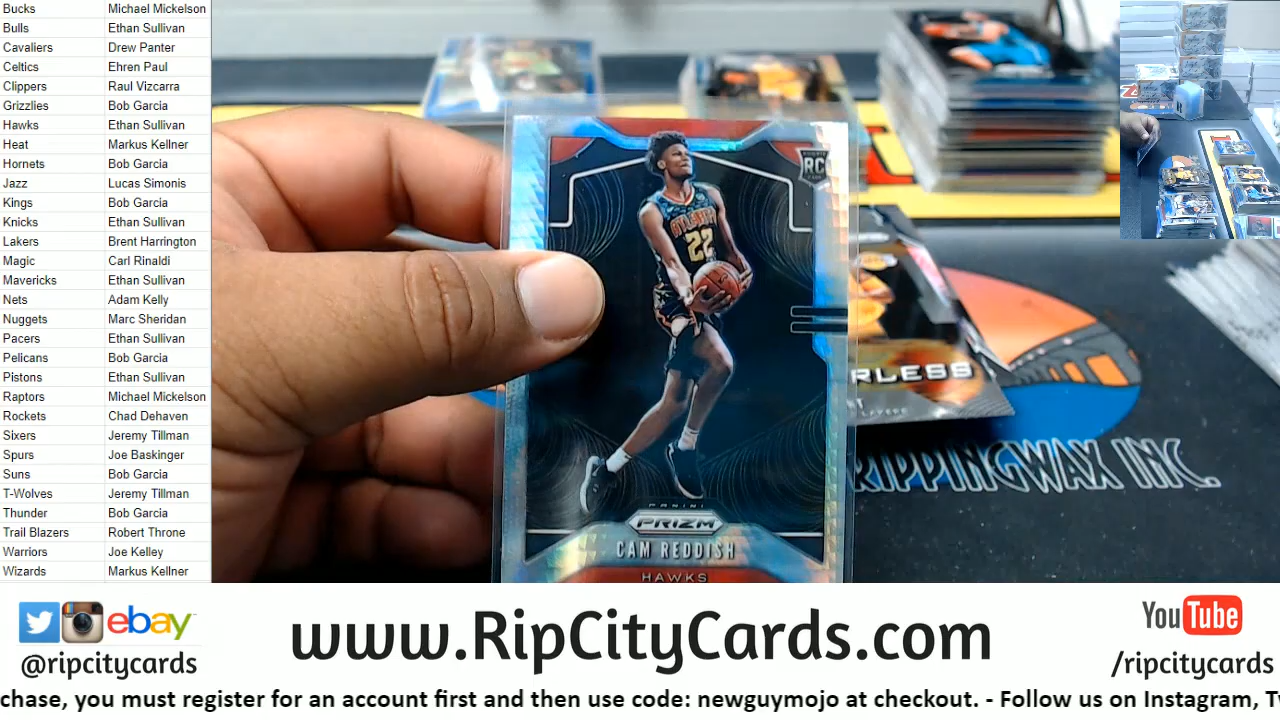 Bucks Michael Mickelson
Bulls Ethan Sullivan
Cavaliers Drew Panter
Celtics Ehren Paul
Clippers Raul Vizcarra
Grizzlies Bob Garcia
Hawks Ethan Sullivan
Heat Markus Kellner
Hornets Bob Garcia
Jazz Lucas Simonis
Kings Bob Garcia
Knicks Ethan Sullivan
Lakers Brent Harrington
Magic Carl Rinaldi
Mavericks Ethan Sullivan
Nets Adam Kelly
Nuggets Marc Sheridan
Pacers Ethan Sullivan
Pelicans Bob Garcia
Pistons Ethan Sullivan
Raptors Michael Mickelson
Rockets Chad Dehaven
Sixers Jeremy Tillman
Spurs Joe Baskinger
Suns Bob Garcia
T-Wolves Jeremy Tillman
Thunder Bob Garcia
Trail Blazers Robert Throne
Warriors Joe Kelley
Wizards Markus Kellner
RC
ATLANTA
22
PANINI
PRIZM
CAM REDDISH
HAWKS
RLESS
RIPPINGWAX INC.
ebay
@ripcitycards
www.RipCityCards.com
YouTube
/ripcitycards
chase, you must register for an account first and then use code: newguymojo at checkout. - Follow us on Instagram, Tw